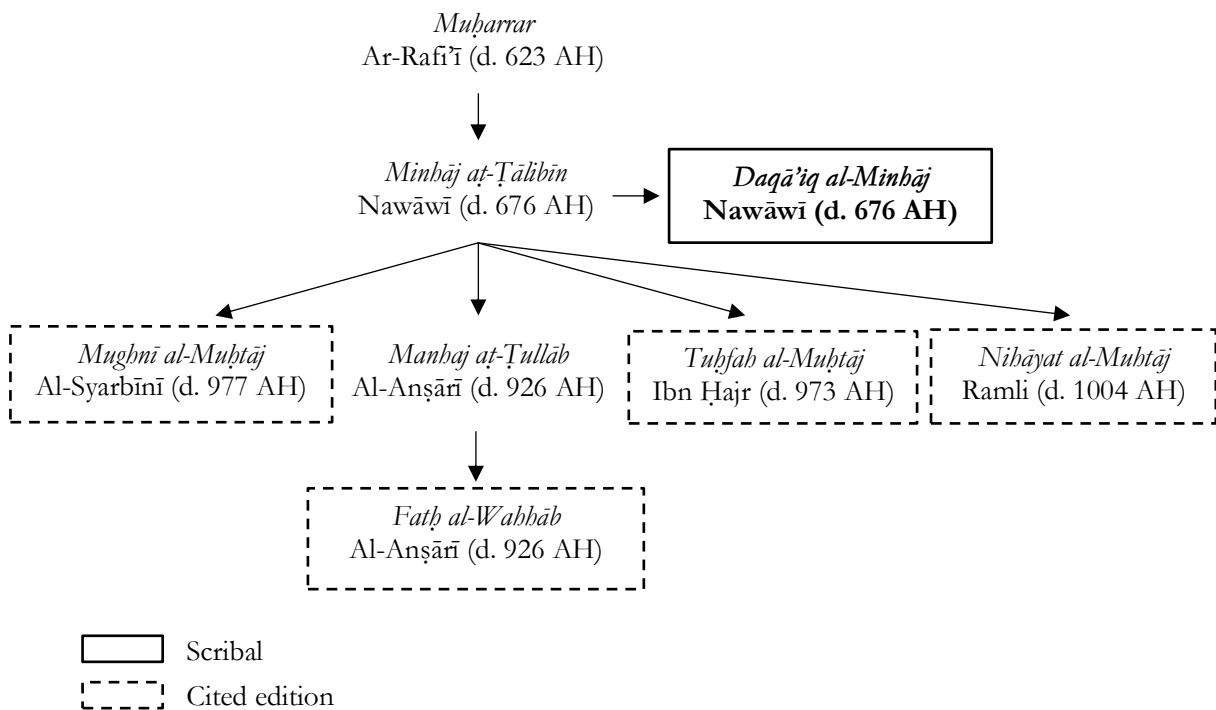 Muḥarrar
Ar-Rafi’ī (d. 623 AH)
Minhāj aṭ-Ṭālibīn
Nawāwī (d. 676 AH)
Daqā’iq al-Minhāj
Nawāwī (d. 676 AH)
Mughnī al-Muḥtāj
Al-Syarbīnī (d. 977 AH)
Manhaj aṭ-Ṭullāb
Al-Anṣārī (d. 926 AH)
Tuḥfah al-Muḥtāj
Ibn Ḥajr (d. 973 AH)
Nihāyat al-Muhtāj
Ramli (d. 1004 AH)
Fatḥ al-Wahhāb
Al-Anṣārī (d. 926 AH)
Scribal
Cited edition